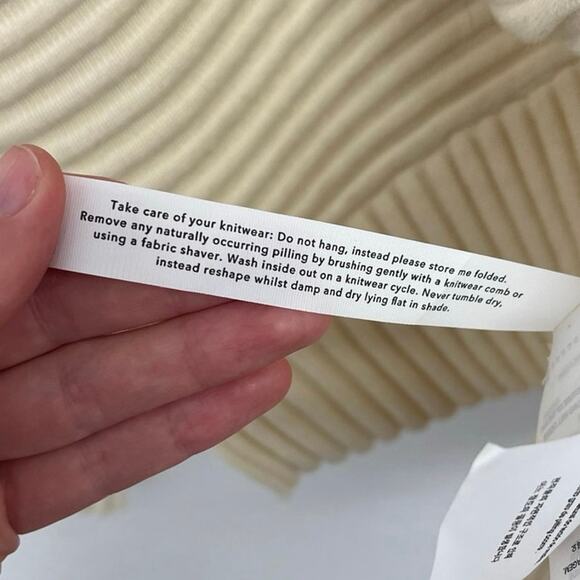 Take care of your knitwear: Do not hang, instead please store me folded.
Remove any naturally occurring pilling by brushing gently with a knitwear comb or
using a fabric shaver. Wash inside out on a knitwear cycle. Never tumble dry,
instead reshape whilst damp and dry lying flat in shade.